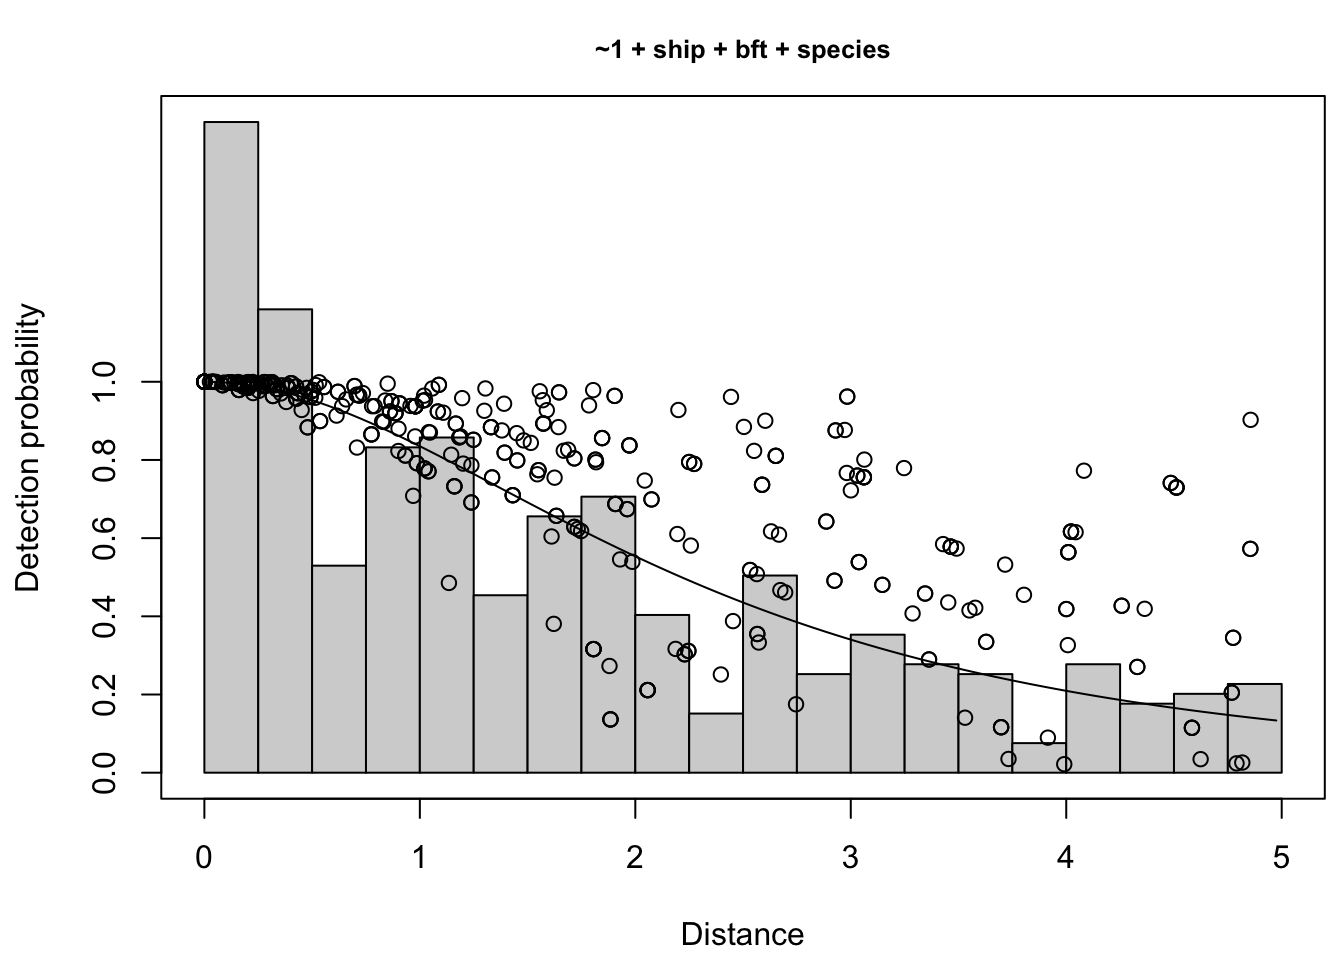 ~1 + ship + bft + species
Detection probability
1.0
0.8
0.6
0.4
0.2
0.0
0 1 2 3 4 5
Distance